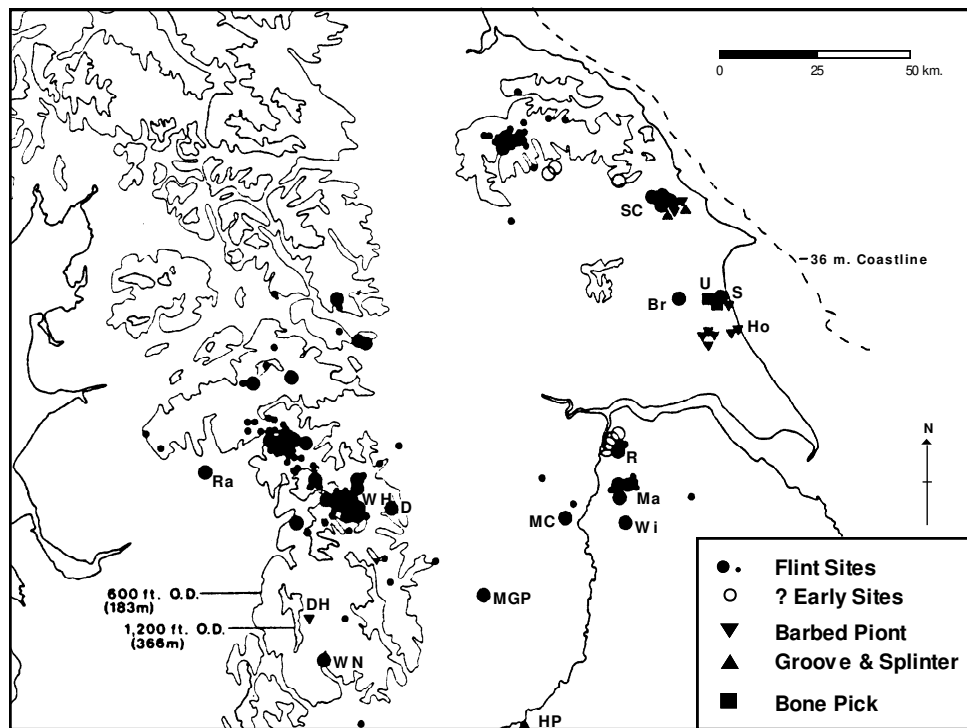 0 25 50 km.
SC
36 m. Coastline
U
S
Br
Ho
N
R
Ra
WH
D
Ma
MC
Wi
600 ft. O.D.
(183m)
DH
MGP
1,200 ft. O.D.
(366m)
WN
HP
Flint Sites
? Early Sites
Barbed Piont
Groove & Splinter
Bone Pick